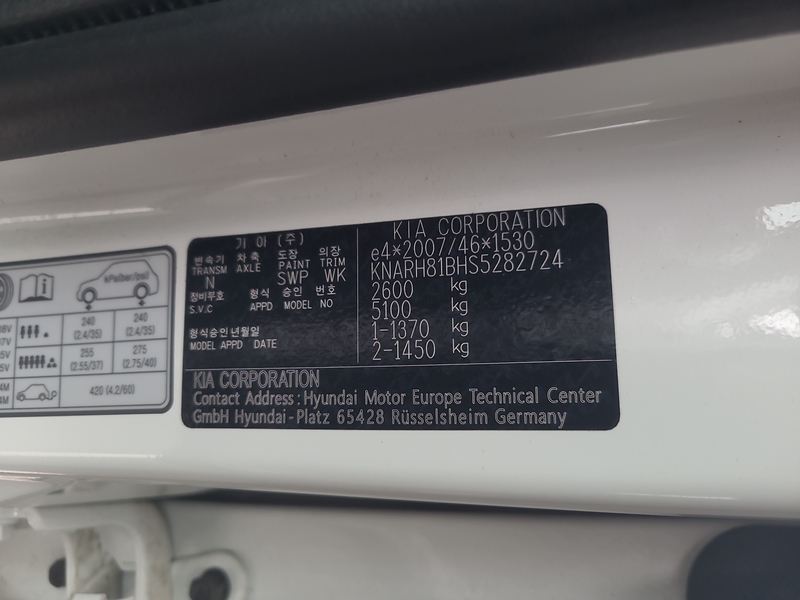 기아 (주)
변속기 차축 도장 의장
TRANSM AXLE PAINT TRIM
N SWP WK
정비부호 형식 승인 번호
S.V.C APPD MODEL NO
형식승인년월일
MODEL APPD DATE
KIA CORPORATION
e4*2007/46*1530
KNARH81BHS5282724
2600 kg
5100 kg
1-1370 kg
2-1450 kg
KIA CORPORATION
Contact Address : Hyundai Motor Europe Technical Center
GmbH Hyundai-Platz 65428 Rüsselsheim Germany
kPa(bar/psi)
240 240
(2.4/35) (2.4/35)
255 275
(2.55/37) (2.75/40)
420 (4.2/60)